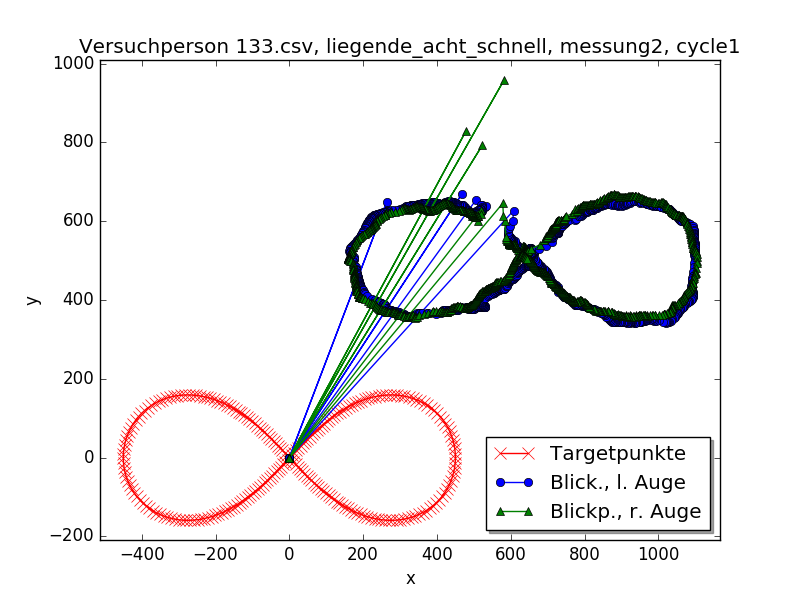 Versuchperson 133.csv, liegende_acht_schnell, messung2, cycle1
1000
800
600
400
200
0
−200
y
−400
−200
0
200
400
600
800
1000
x
Targetpunkte
Blick., l. Auge
Blickp., r. Auge